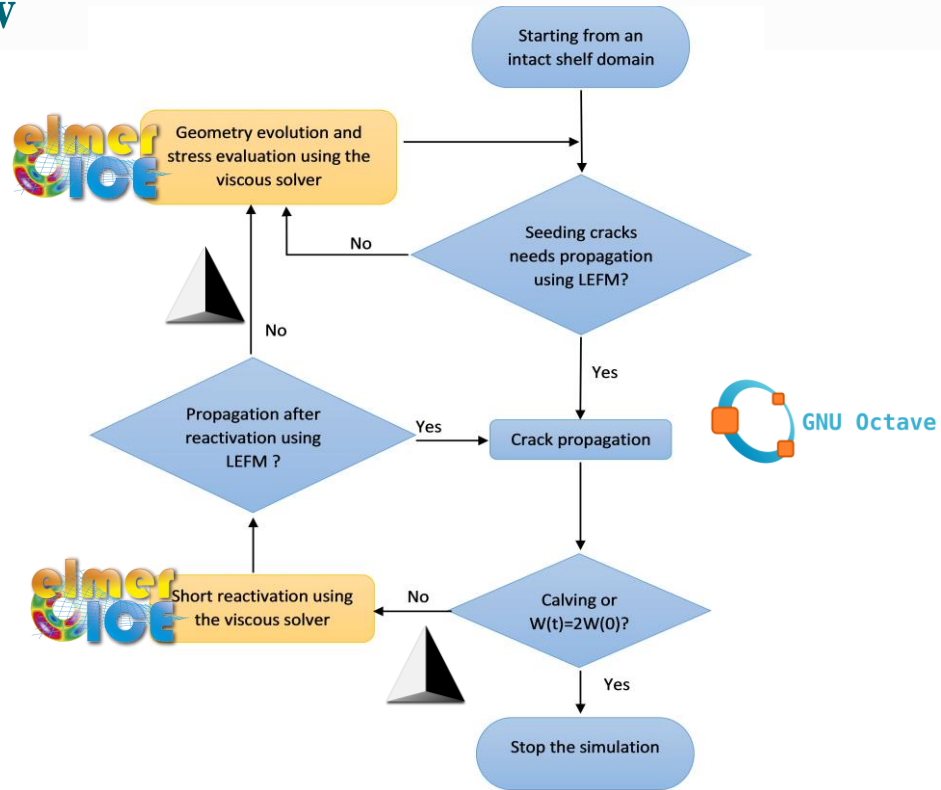 w
Starting from an
intact shelf domain
elmer
ICE
Geometry evolution and
stress evaluation using the
viscous solver
No
Seeding cracks
needs propagation
using LEFM?
No
Yes
Propagation after
reactivation using
LEFM ?
Yes
Crack propagation
GNU Octave
elmer
ICE
Short reactivation using
the viscous solver
No
Calving or
W(t)=2W(0)?
Yes
Stop the simulation